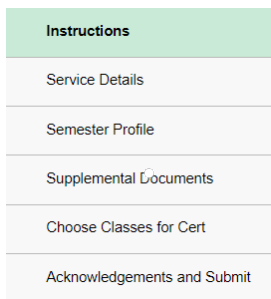 Instructions
Service Details
Semester Profile
Supplemental Documents
Choose Classes for Cert
Acknowledgements and Submit